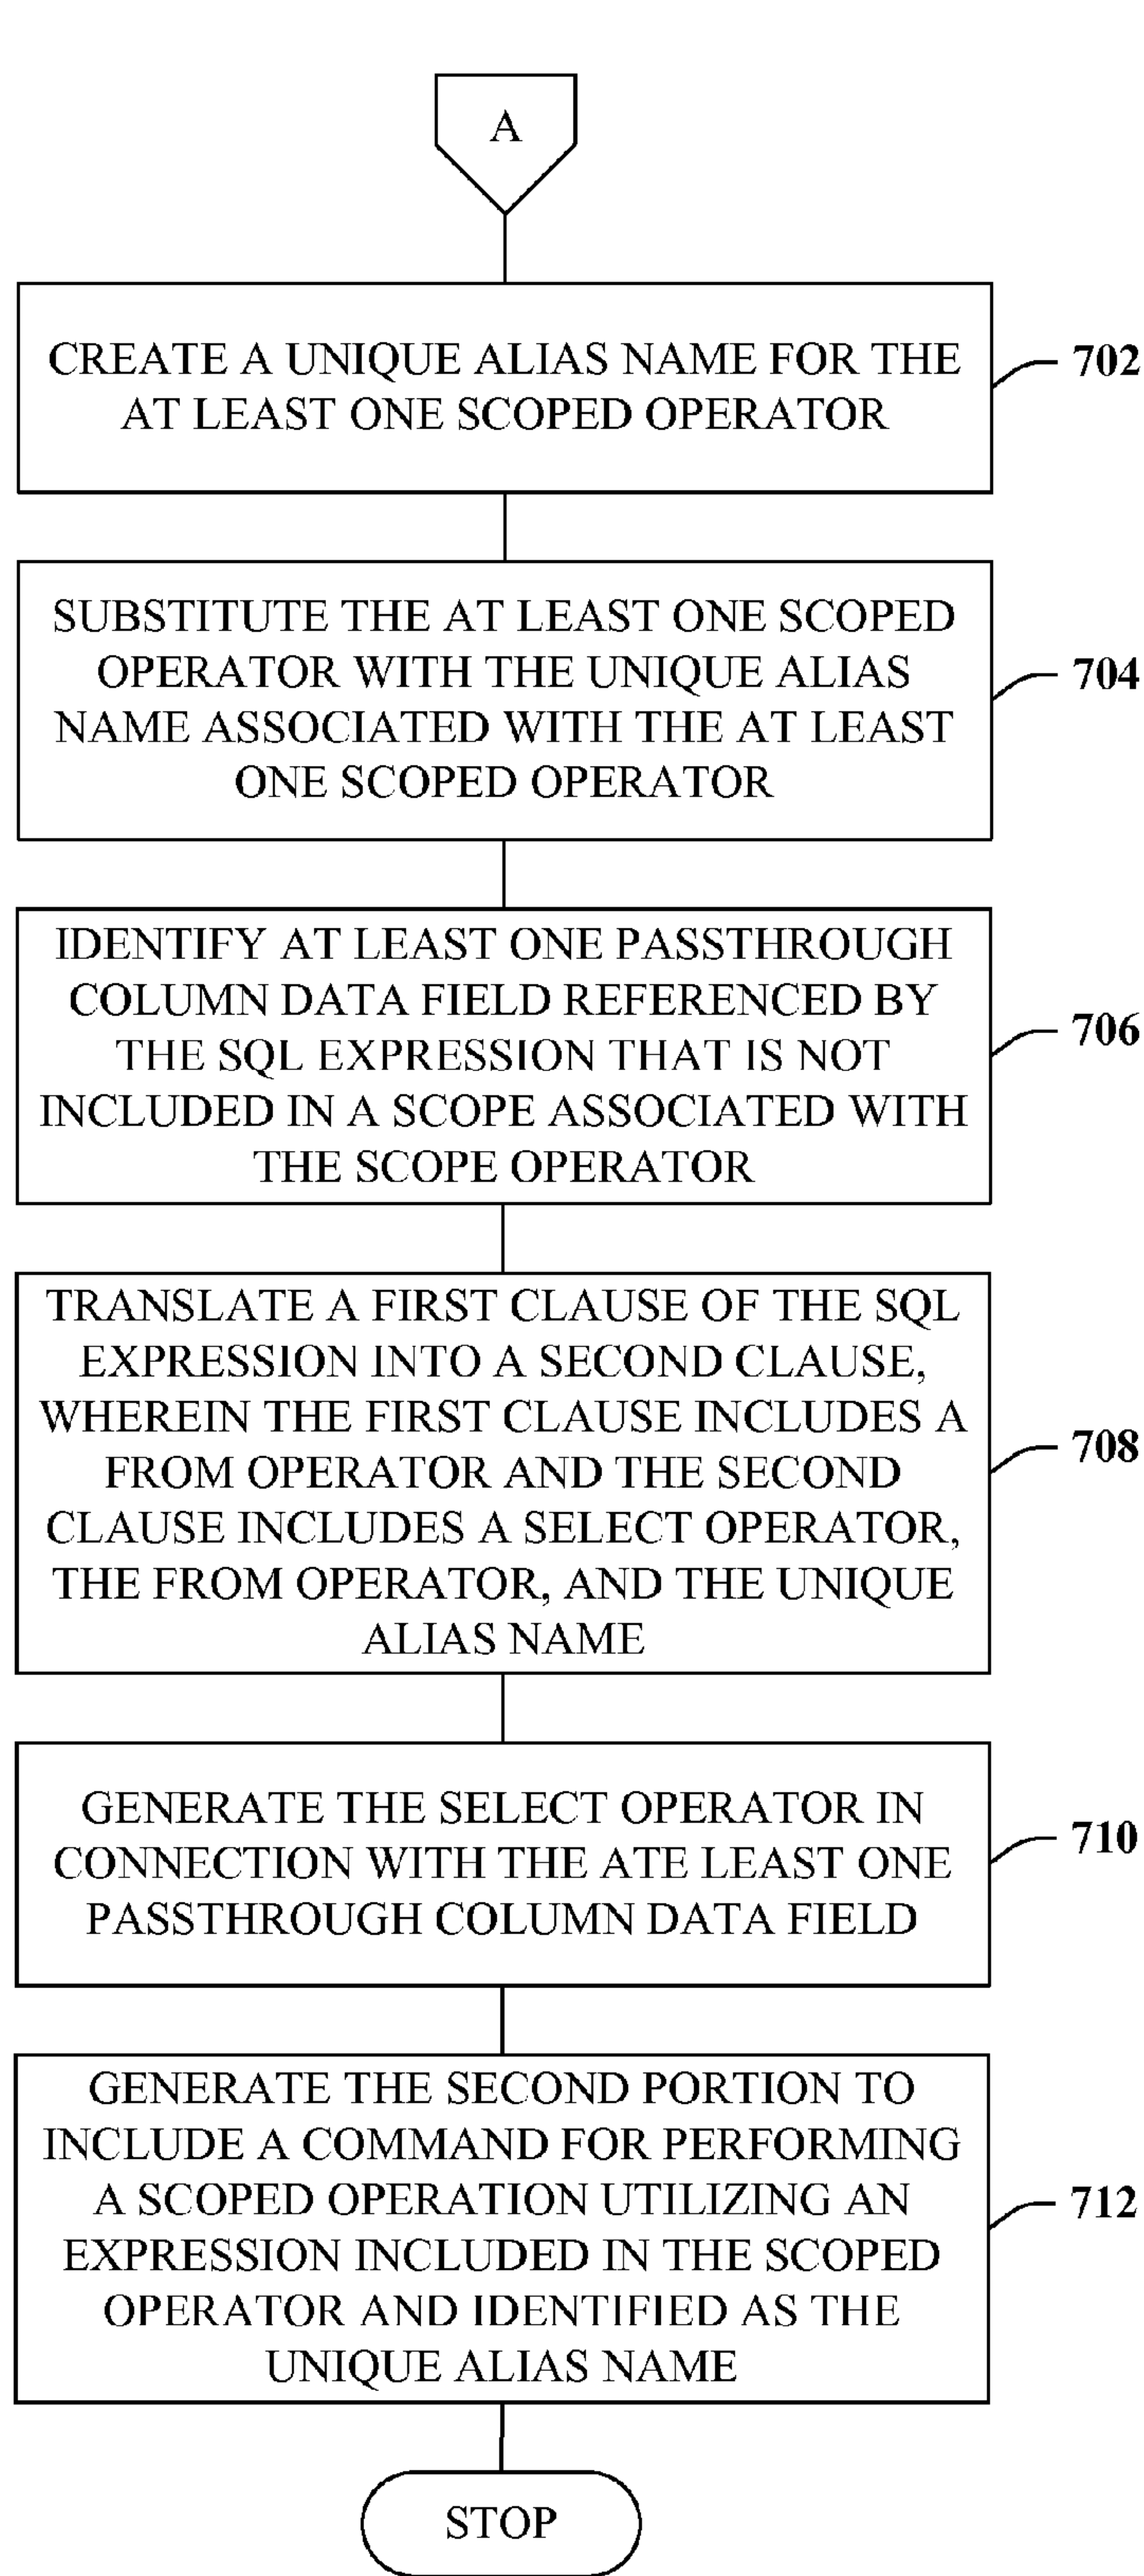 A
CREATE A UNIQUE ALIAS NAME FOR THE
AT LEAST ONE SCOPED OPERATOR
702
SUBSTITUTE THE AT LEAST ONE SCOPED
OPERATOR WITH THE UNIQUE ALIAS
NAME ASSOCIATED WITH THE AT LEAST
ONE SCOPED OPERATOR
704
IDENTIFY AT LEAST ONE PASSTHROUGH
COLUMN DATA FIELD REFERENCED BY
THE SQL EXPRESSION THAT IS NOT
INCLUDED IN A SCOPE ASSOCIATED WITH
THE SCOPE OPERATOR
706
TRANSLATE A FIRST CLAUSE OF THE SQL
EXPRESSION INTO A SECOND CLAUSE,
WHEREIN THE FIRST CLAUSE INCLUDES A
FROM OPERATOR AND THE SECOND
CLAUSE INCLUDES A SELECT OPERATOR,
THE FROM OPERATOR, AND THE UNIQUE
ALIAS NAME
708
GENERATE THE SELECT OPERATOR IN
CONNECTION WITH THE ATE LEAST ONE
PASSTHROUGH COLUMN DATA FIELD
710
GENERATE THE SECOND PORTION TO
INCLUDE A COMMAND FOR PERFORMING
A SCOPED OPERATION UTILIZING AN
EXPRESSION INCLUDED IN THE SCOPED
OPERATOR AND IDENTIFIED AS THE
UNIQUE ALIAS NAME
712
STOP